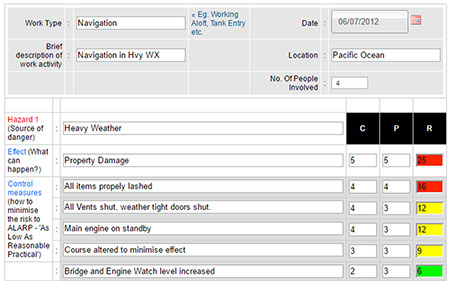 Work Type : Navigation « Eg: Working Aloft, Tank Entry etc. Date : 06/07/2012
Brief description of work activity : Navigation in Hvy WX Location : Pacific Ocean
No. Of People Involved : 4
Hazard 1 (Source of danger) : Heavy Weather C P R
Effect (What can happen?) : Property Damage 5 5 25
Control measures (how to minimise the risk to ALARP - 'As Low As Reasonable Practical')
: All items propely lashed 4 4 16
: All Vents shut, weather tight doors shut. 4 3 12
: Main engine on standby 4 3 12
: Course altered to minimise effect 3 3 9
: Bridge and Engine Watch level increased 2 3 6